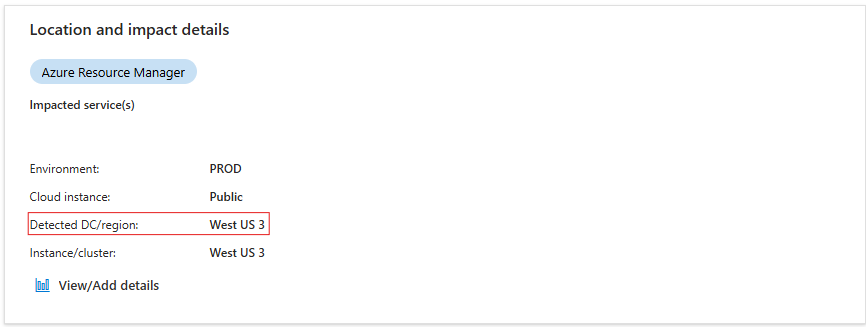 Location and impact details
Azure Resource Manager
Impacted service(s)
Environment: PROD
Cloud instance: Public
Detected DC/region: West US 3
Instance/cluster: West US 3
View/Add details